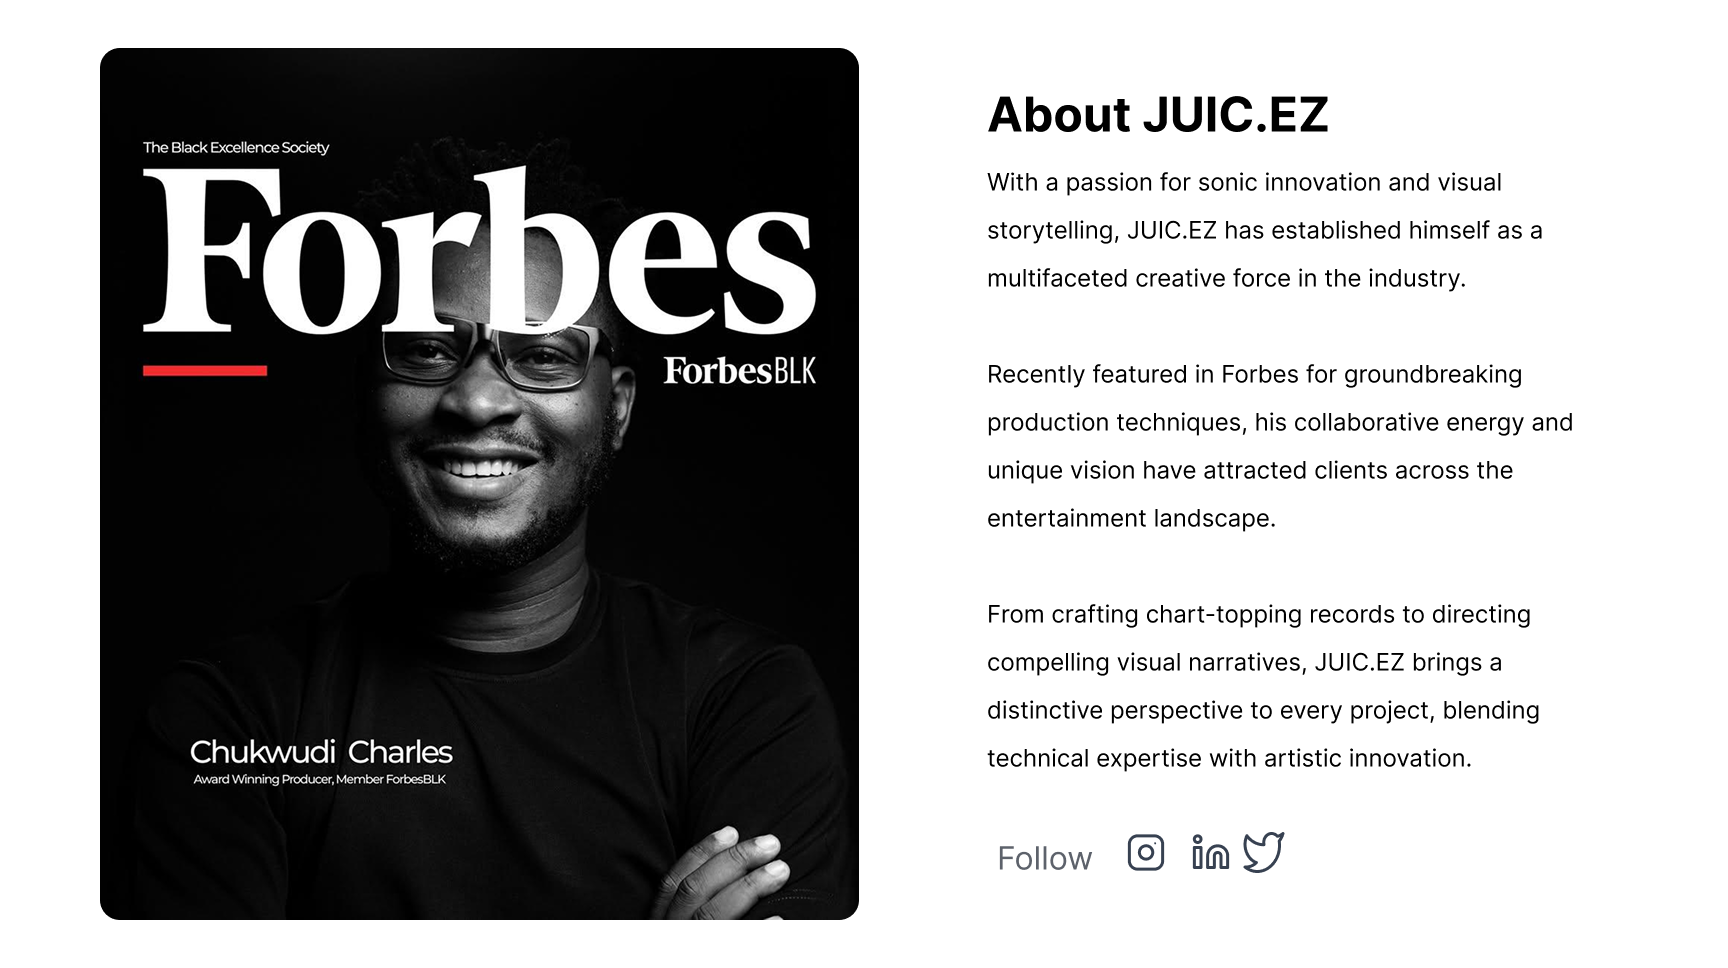 The Black Excellence Society
Forbes
ForbesBLK
Chukwudi Charles
Award Winning Producer, Member ForbesBLK
About JUIC.EZ
With a passion for sonic innovation and visual
storytelling, JUIC.EZ has established himself as a
multifaceted creative force in the industry.
Recently featured in Forbes for groundbreaking
production techniques, his collaborative energy and
unique vision have attracted clients across the
entertainment landscape.
From crafting chart-topping records to directing
compelling visual narratives, JUIC.EZ brings a
distinctive perspective to every project, blending
technical expertise with artistic innovation.
Follow